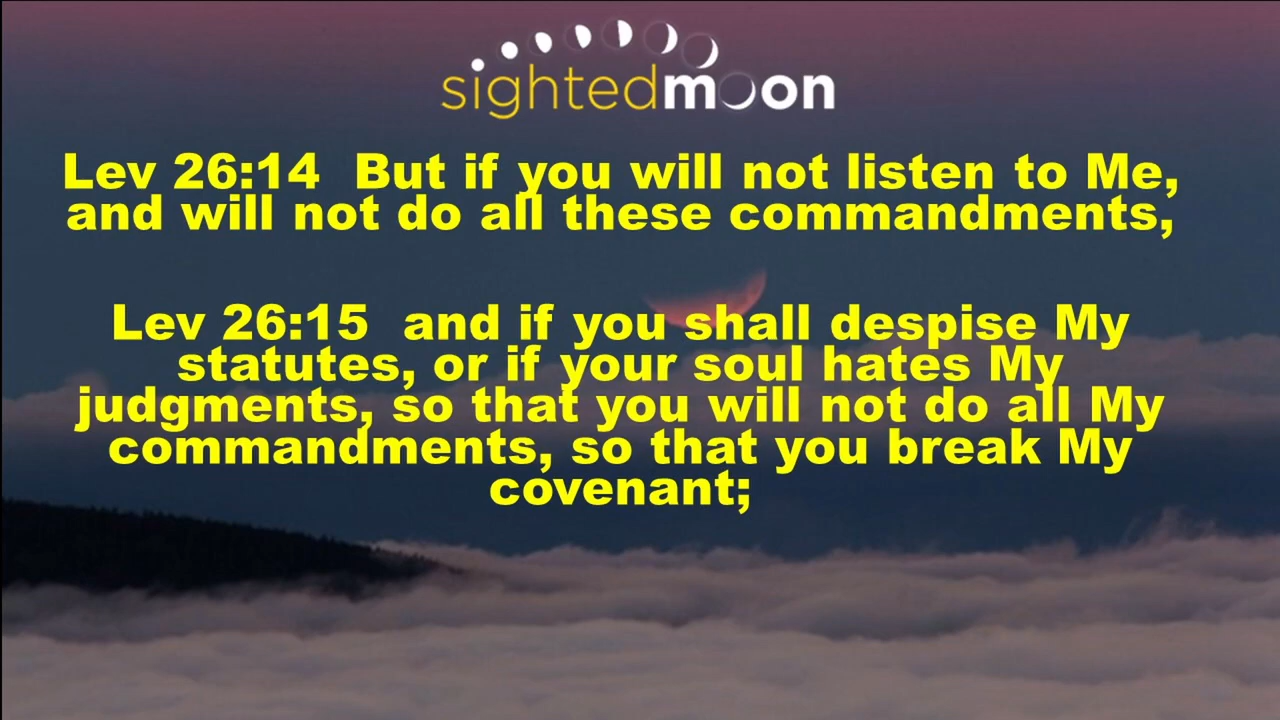 sightedmoon
Lev 26:14  But if you will not listen to Me,
and will not do all these commandments,
Lev 26:15  and if you shall despise My
statutes, or if your soul hates My
judgments, so that you will not do all My
commandments, so that you break My
covenant;